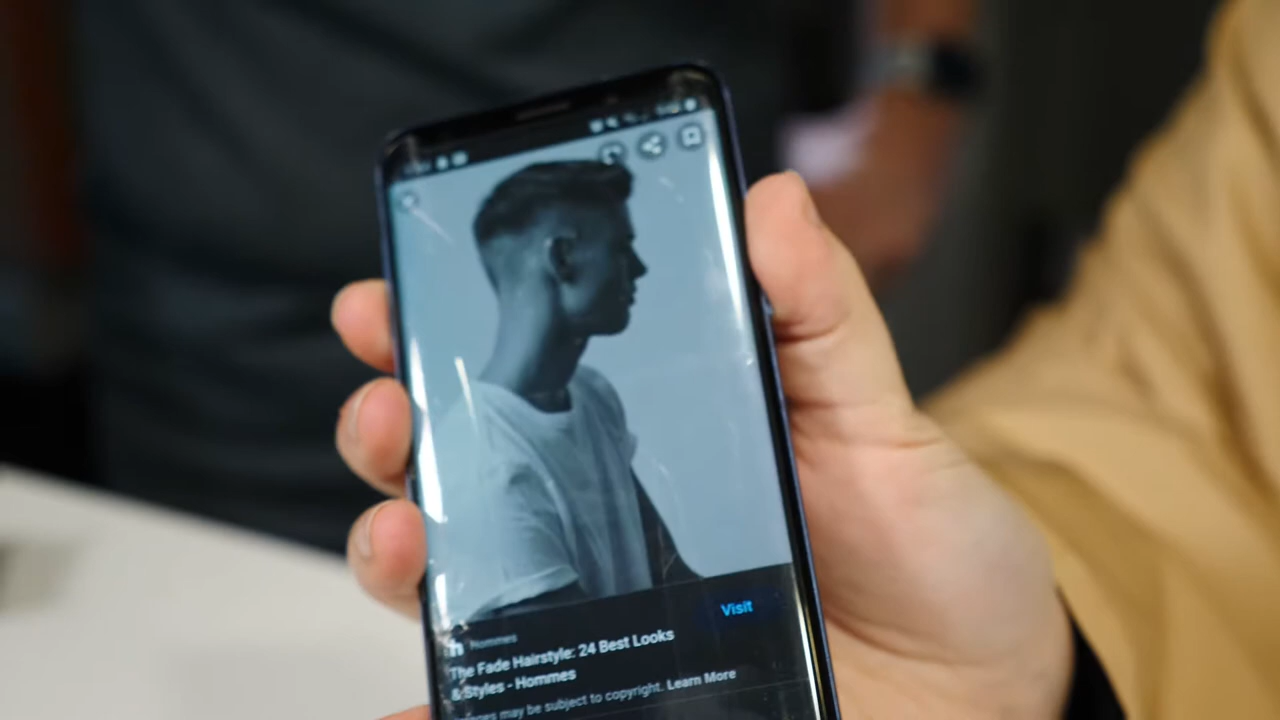 Visit
h Hommes
The Fade Hairstyle: 24 Best Looks
& Styles - Hommes
may be subject to copyright. Learn More